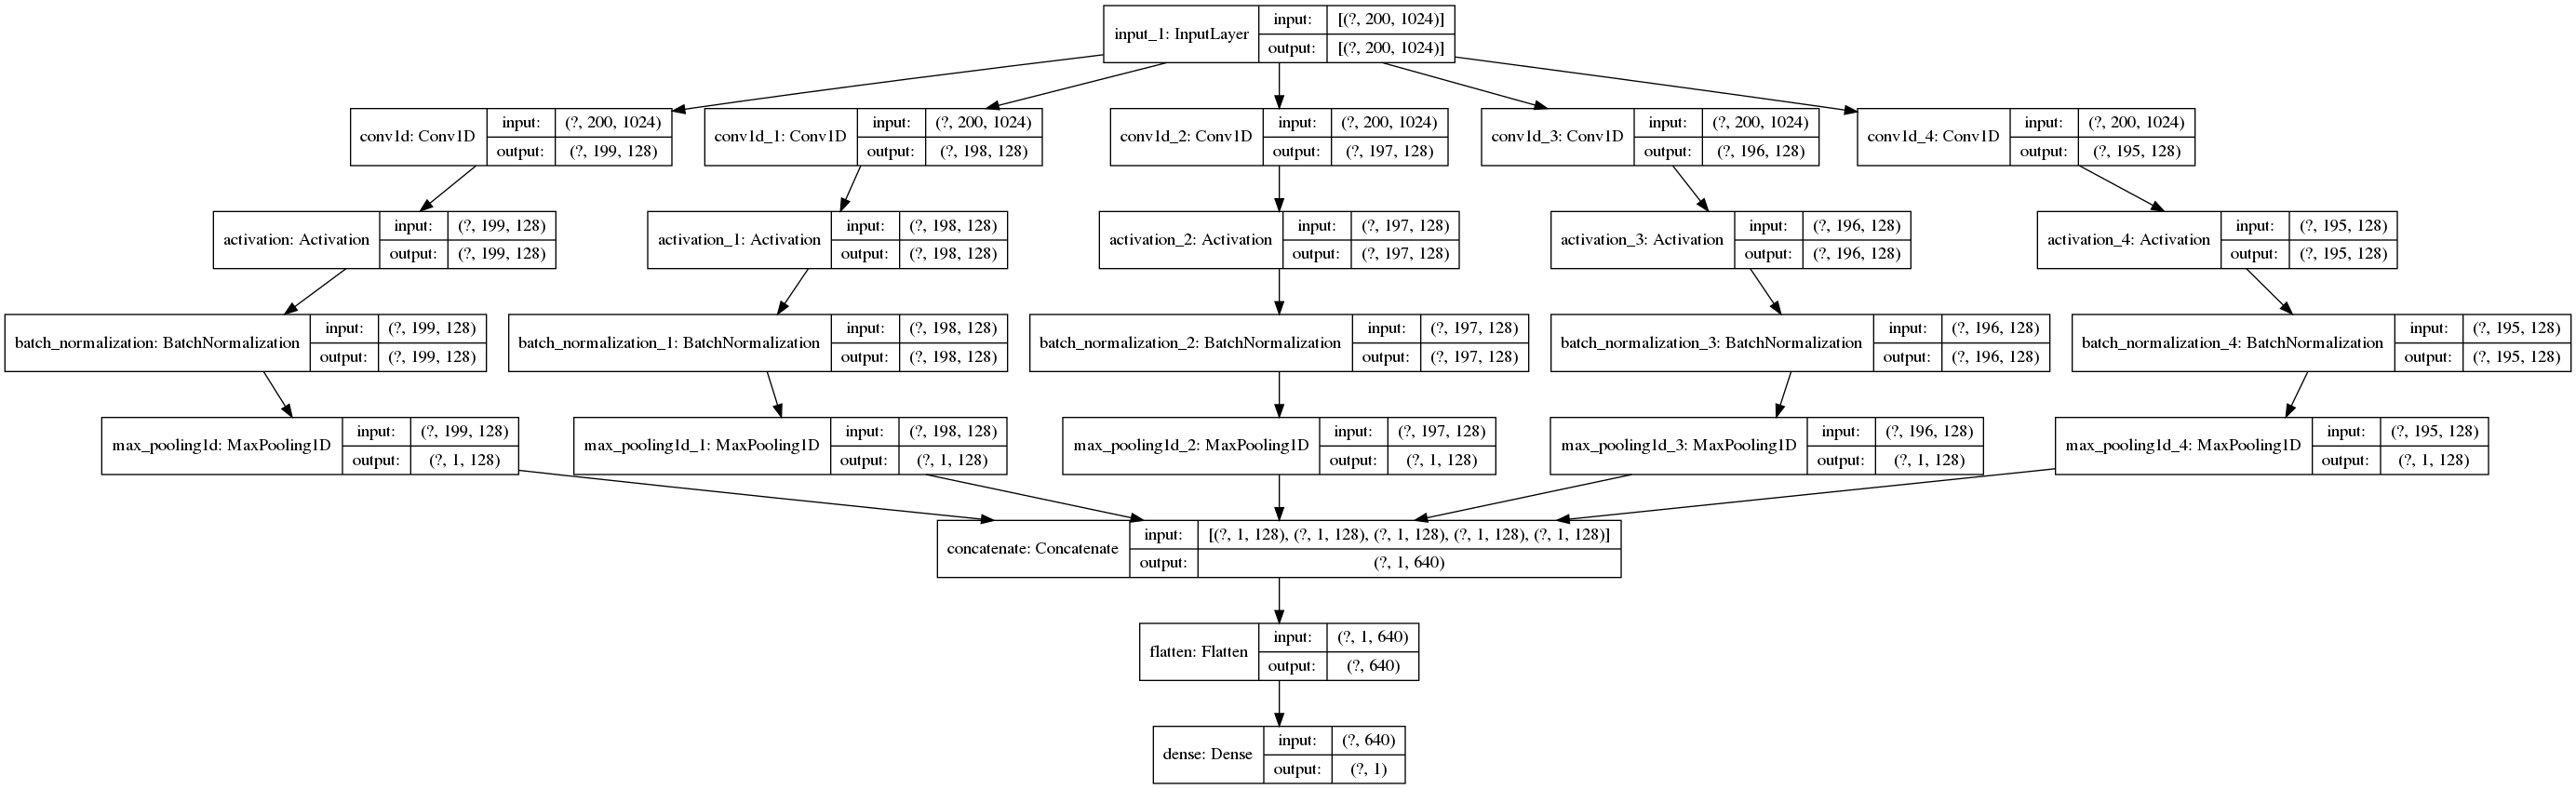 input_1: InputLayer input: [(?, 200, 1024)]
output: [(?, 200, 1024)]
conv1d: Conv1D input: (?, 200, 1024)
output: (?, 199, 128)
conv1d_1: Conv1D input: (?, 200, 1024)
output: (?, 198, 128)
conv1d_2: Conv1D input: (?, 200, 1024)
output: (?, 197, 128)
conv1d_3: Conv1D input: (?, 200, 1024)
output: (?, 196, 128)
conv1d_4: Conv1D input: (?, 200, 1024)
output: (?, 195, 128)
activation: Activation input: (?, 199, 128)
output: (?, 199, 128)
activation_1: Activation input: (?, 198, 128)
output: (?, 198, 128)
activation_2: Activation input: (?, 197, 128)
output: (?, 197, 128)
activation_3: Activation input: (?, 196, 128)
output: (?, 196, 128)
activation_4: Activation input: (?, 195, 128)
output: (?, 195, 128)
batch_normalization: BatchNormalization input: (?, 199, 128)
output: (?, 199, 128)
batch_normalization_1: BatchNormalization input: (?, 198, 128)
output: (?, 198, 128)
batch_normalization_2: BatchNormalization input: (?, 197, 128)
output: (?, 197, 128)
batch_normalization_3: BatchNormalization input: (?, 196, 128)
output: (?, 196, 128)
batch_normalization_4: BatchNormalization input: (?, 195, 128)
output: (?, 195, 128)
max_pooling1d: MaxPooling1D input: (?, 199, 128)
output: (?, 1, 128)
max_pooling1d_1: MaxPooling1D input: (?, 198, 128)
output: (?, 1, 128)
max_pooling1d_2: MaxPooling1D input: (?, 197, 128)
output: (?, 1, 128)
max_pooling1d_3: MaxPooling1D input: (?, 196, 128)
output: (?, 1, 128)
max_pooling1d_4: MaxPooling1D input: (?, 195, 128)
output: (?, 1, 128)
concatenate: Concatenate input: [(?, 1, 128), (?, 1, 128), (?, 1, 128), (?, 1, 128), (?, 1, 128)]
output: (?, 1, 640)
flatten: Flatten input: (?, 1, 640)
output: (?, 640)
dense: Dense input: (?, 640)
output: (?, 1)